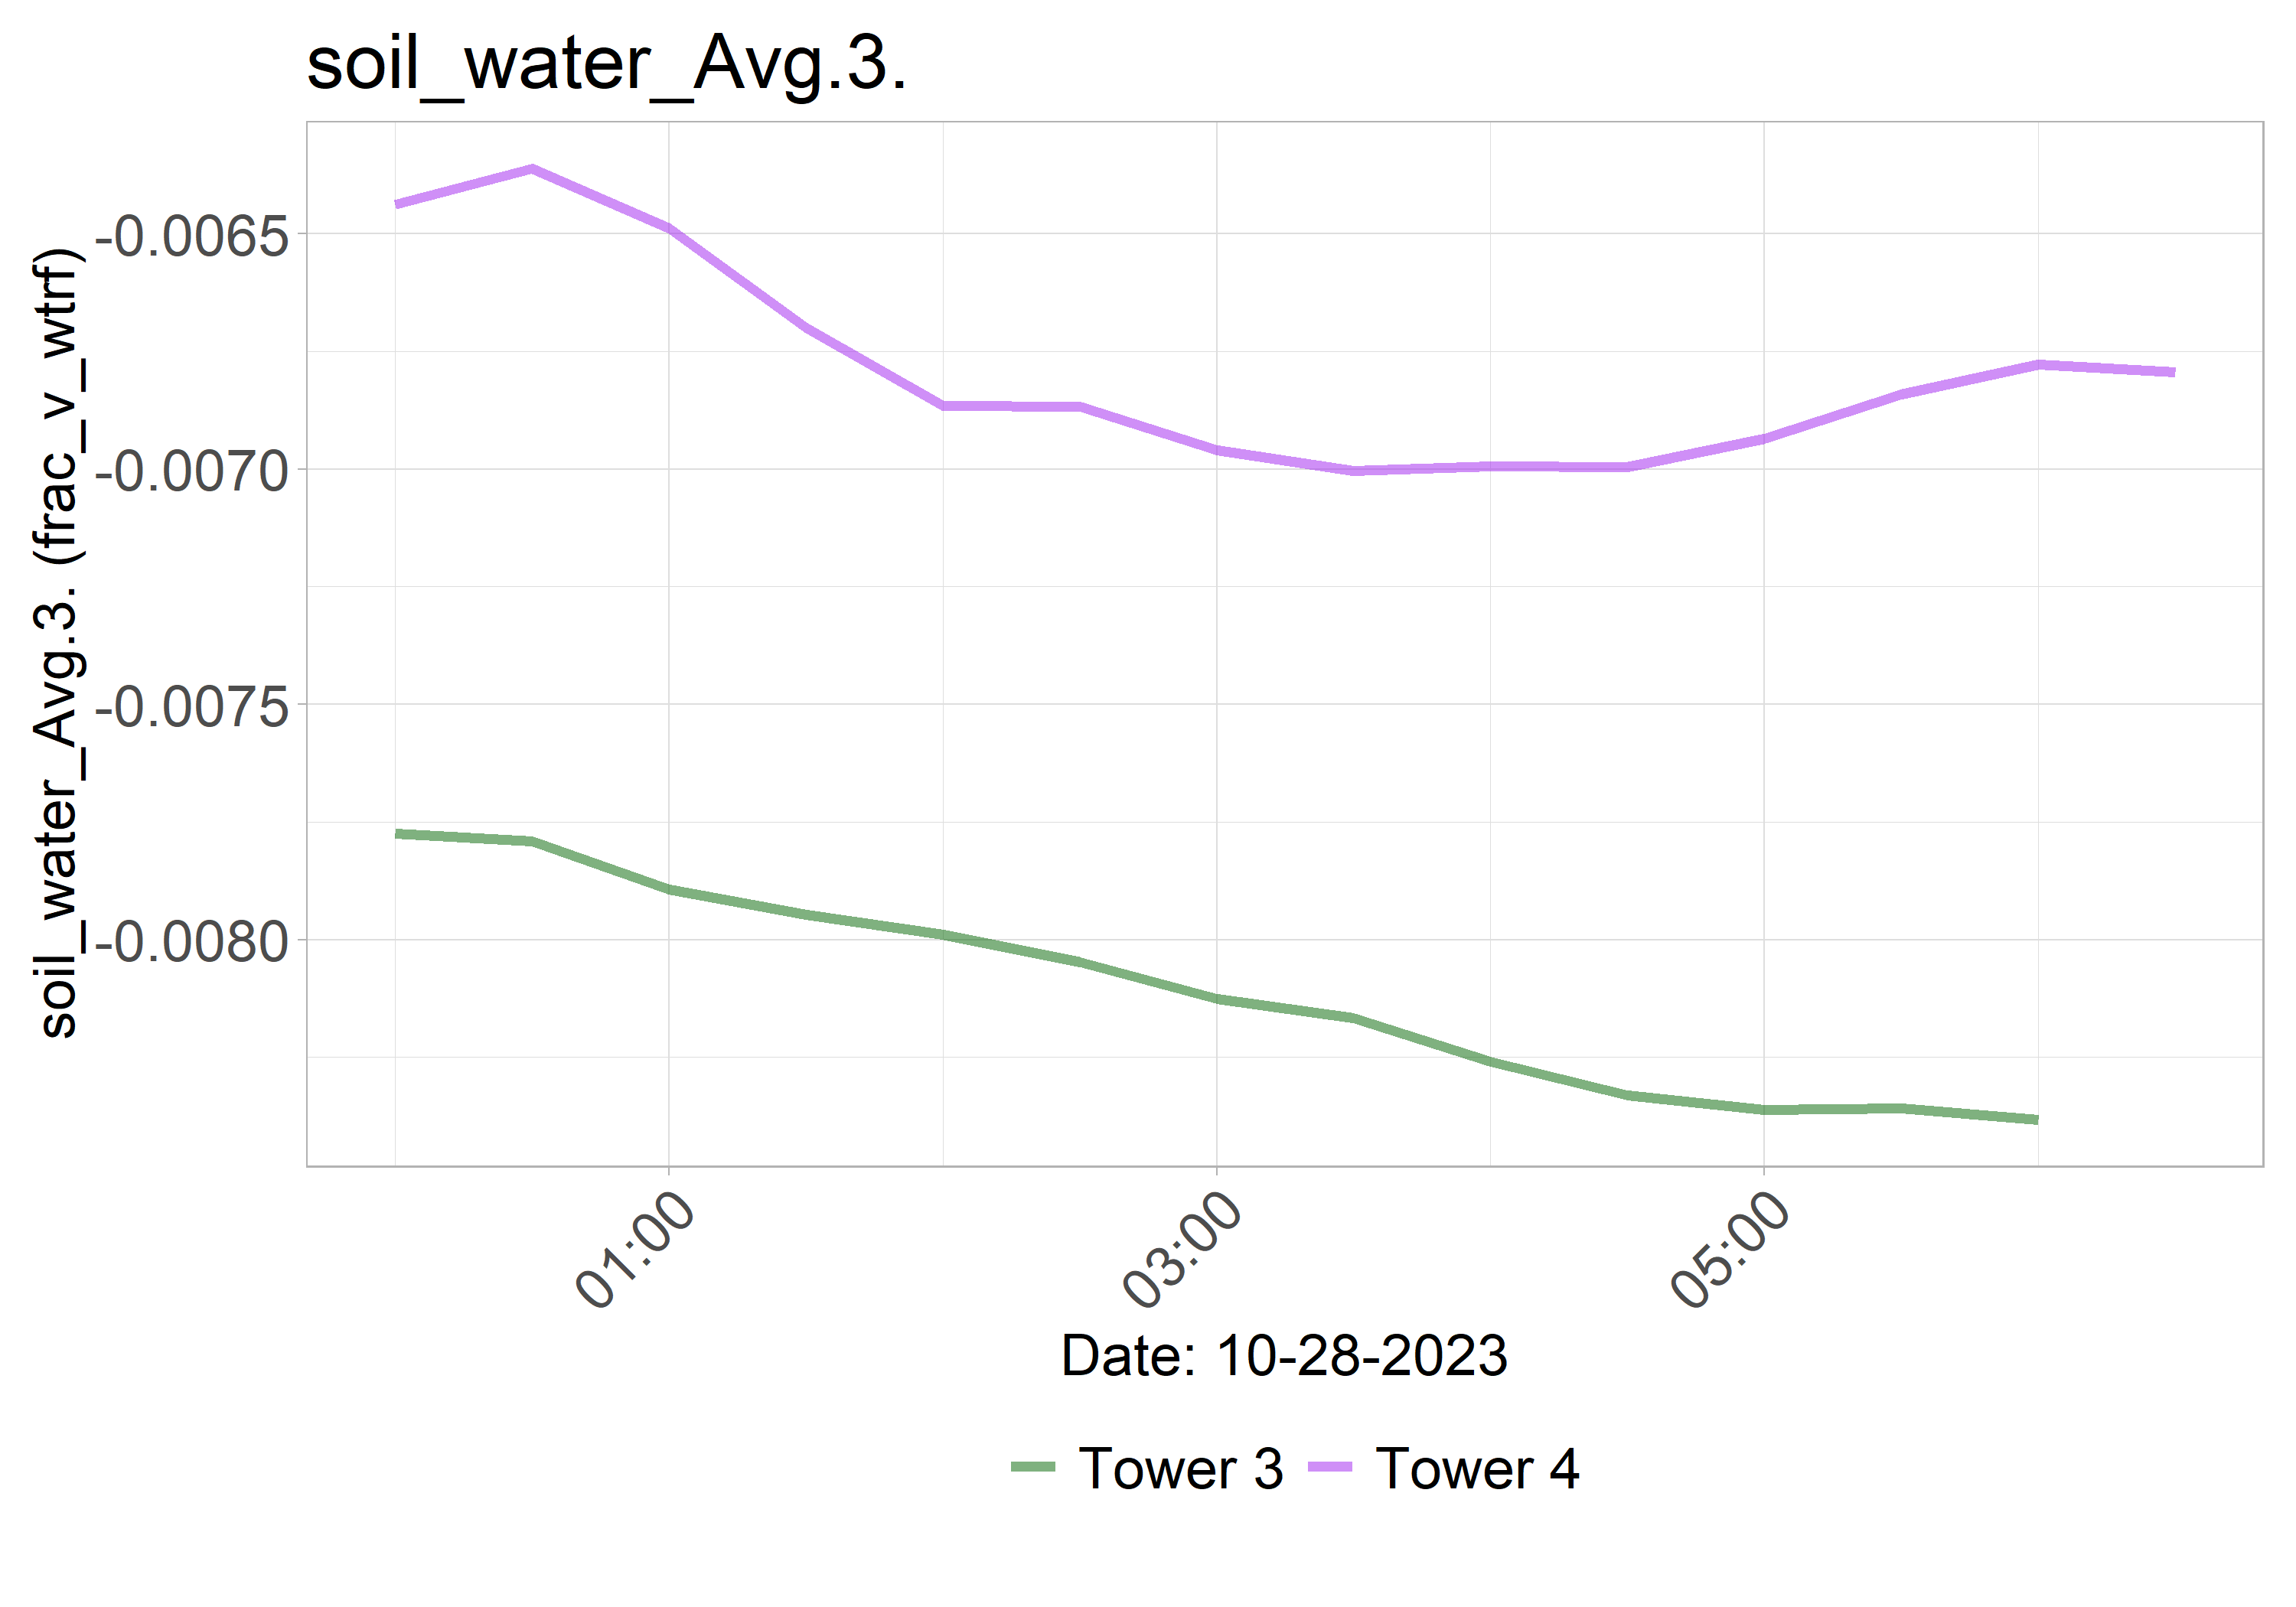 soil_water_Avg.3.
soil_water_Avg.3. (frac_v_wtrf)
-0.0065
-0.0070
-0.0075
-0.0080
01:00
03:00
05:00
Date: 10-28-2023
Tower 3
Tower 4